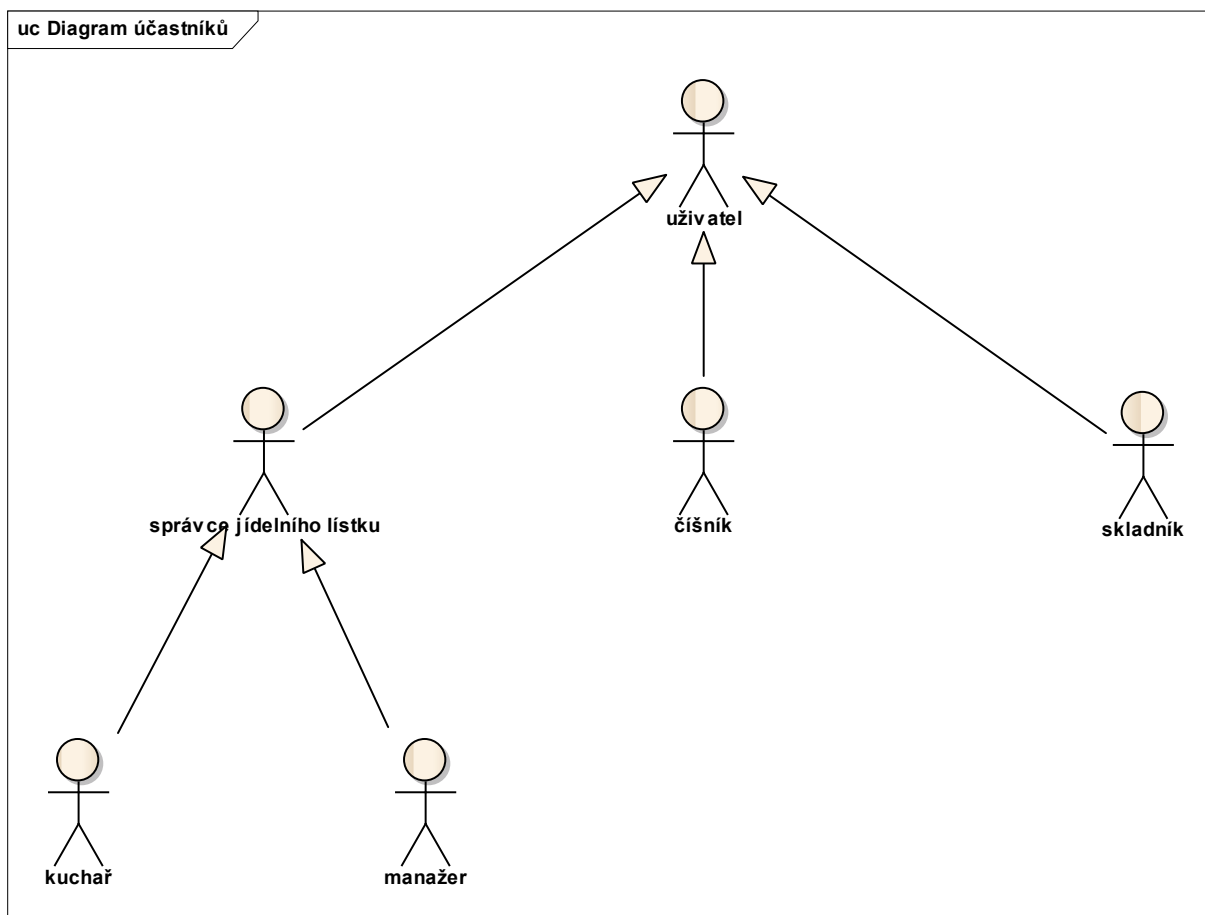 uc Diagram účastníků
uživatel
správce jídelního lístku
číšník
skladník
kuchař
manažer